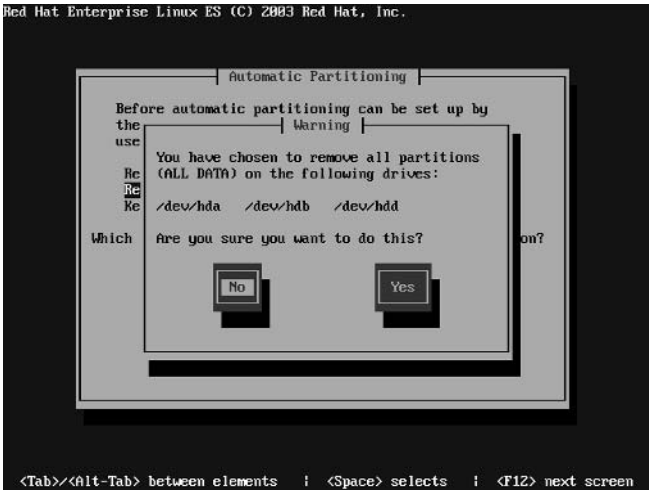 Red Hat Enterprise Linux ES (C) 2003 Red Hat, Inc.
Automatic Partitioning
Before automatic partitioning can be set up by
the
use
Warning
You have chosen to remove all partitions
(ALL DATA) on the following drives:
Re
Re
Ke
/dev/hda /dev/hdb /dev/hdd
Which
Are you sure you want to do this?
on?
No Yes
<Tab>/<Alt-Tab> between elements | <Space> selects | <F12> next screen